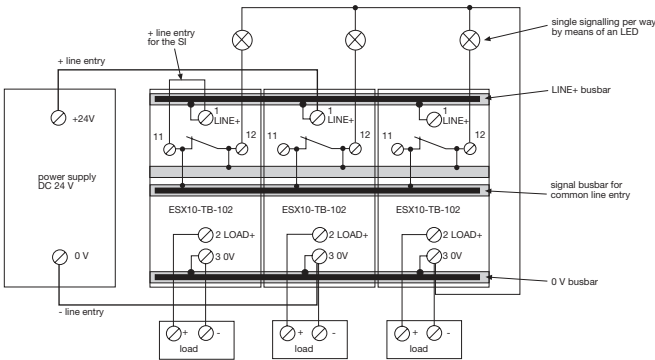 + line entry
for the SI
single signalling per way
by means of an LED
+ line entry
LINE+ busbar
+24V
1
LINE+
1
LINE+
1
LINE+
11
12
11
12
11
12
power supply
DC 24 V
signal busbar for
common line entry
ESX10-TB-102
ESX10-TB-102
ESX10-TB-102
2 LOAD+
2 LOAD+
2 LOAD+
0 V
3 0V
3 0V
3 0V
0 V busbar
- line entry
+ -
+ -
+ -
load
load
load